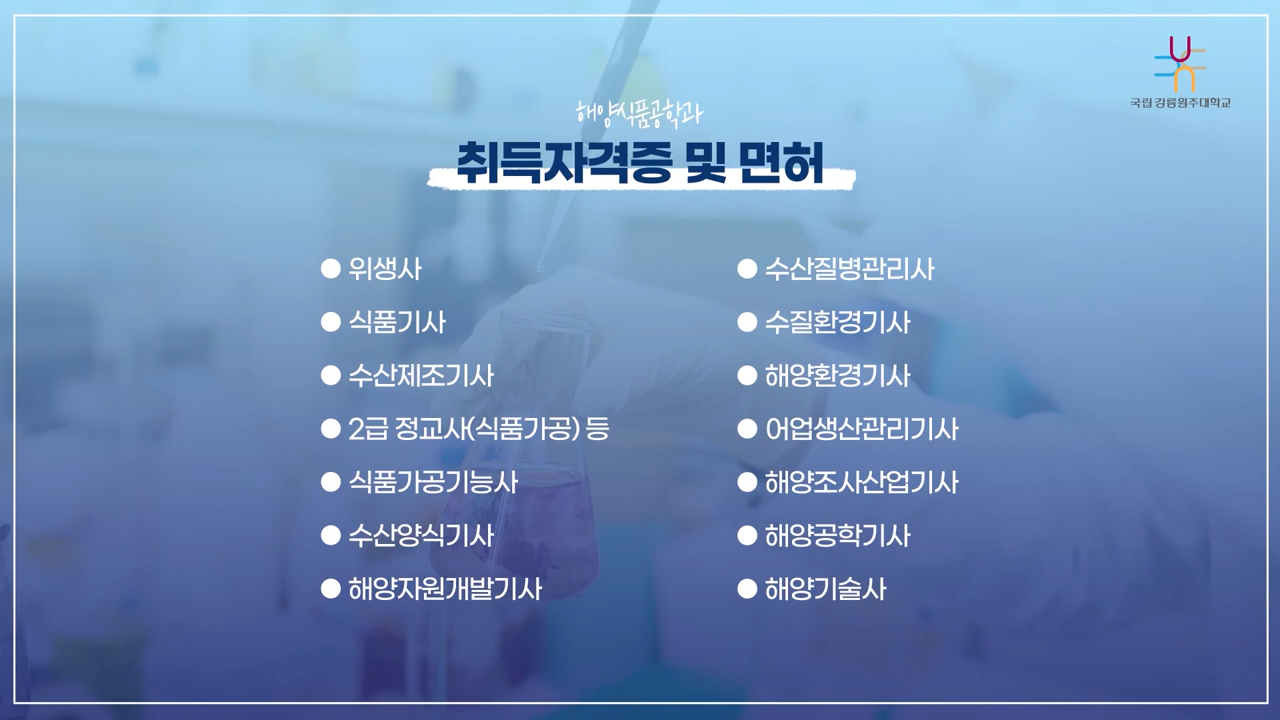 국립강릉원주대학교
해양식품공학과
취득자격증 및 면허
● 위생사
● 식품기사
● 수산제조기사
● 2급 정교사(식품가공) 등
● 식품가공기능사
● 수산양식기사
● 해양자원개발기사
● 수산질병관리사
● 수질환경기사
● 해양환경기사
● 어업생산관리기사
● 해양조사산업기사
● 해양공학기사
● 해양기술사